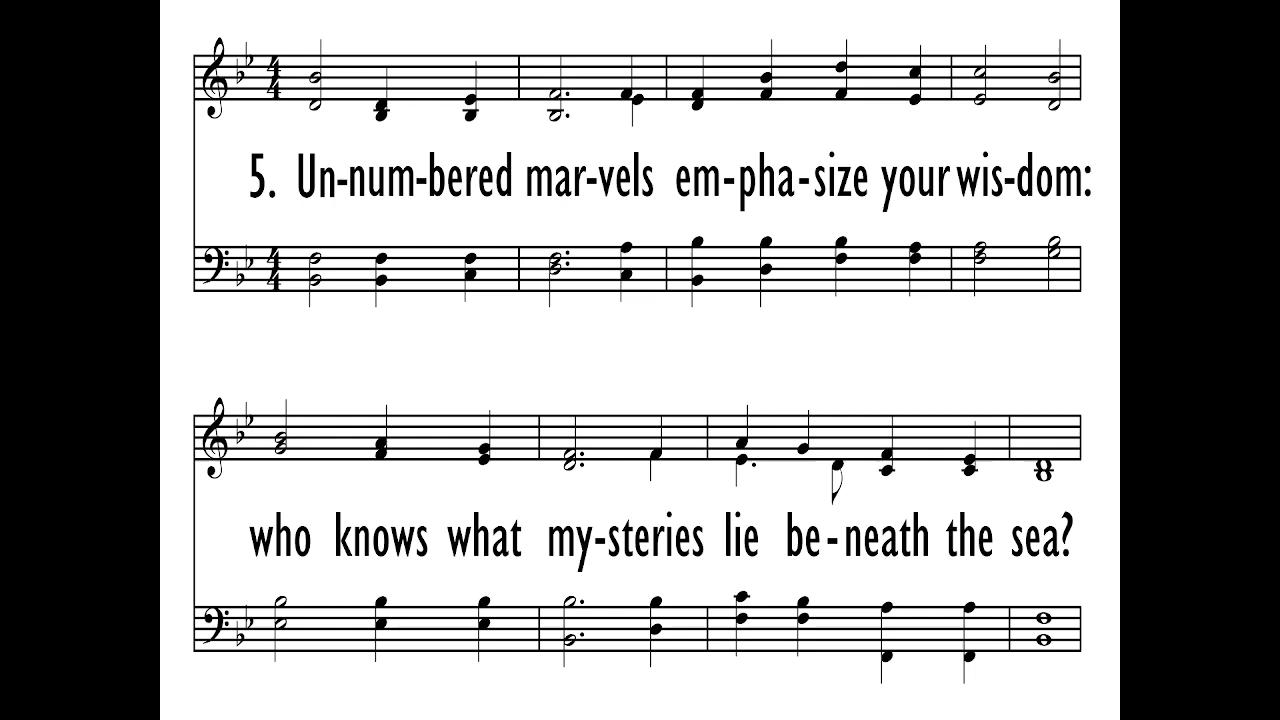 5. Un-num-bered mar-vels em-pha-size your wis-dom:
who knows what my-steries lie be-neath the sea?